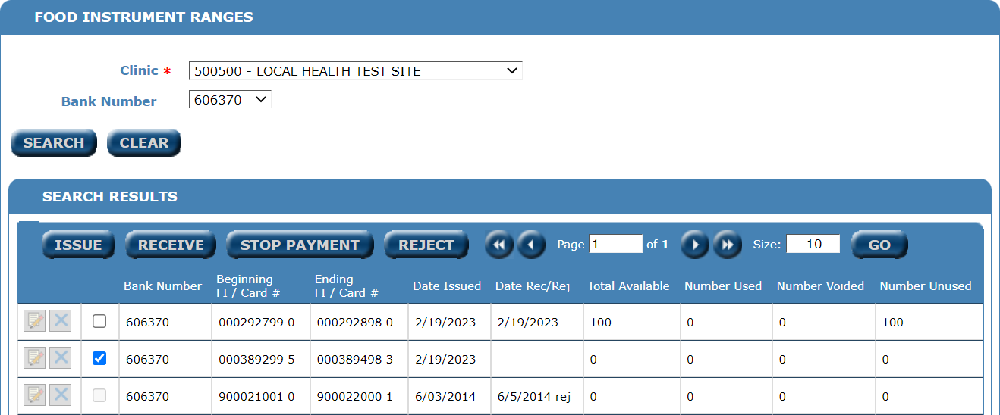 FOOD INSTRUMENT RANGES
Clinic * 500500 - LOCAL HEALTH TEST SITE
Bank Number 606370
SEARCH CLEAR
SEARCH RESULTS
ISSUE RECEIVE STOP PAYMENT REJECT Page 1 of 1 Size: 10 GO
Bank Number Beginning FI / Card # Ending FI / Card # Date Issued Date Rec/Rej Total Available Number Used Number Voided Number Unused
606370 000292799 0 000292898 0 2/19/2023 2/19/2023 100 0 0 100
606370 000389299 5 000389498 3 2/19/2023 0 0 0 0
606370 900021001 0 900022000 1 6/03/2014 6/5/2014 rej 0 0 0 0